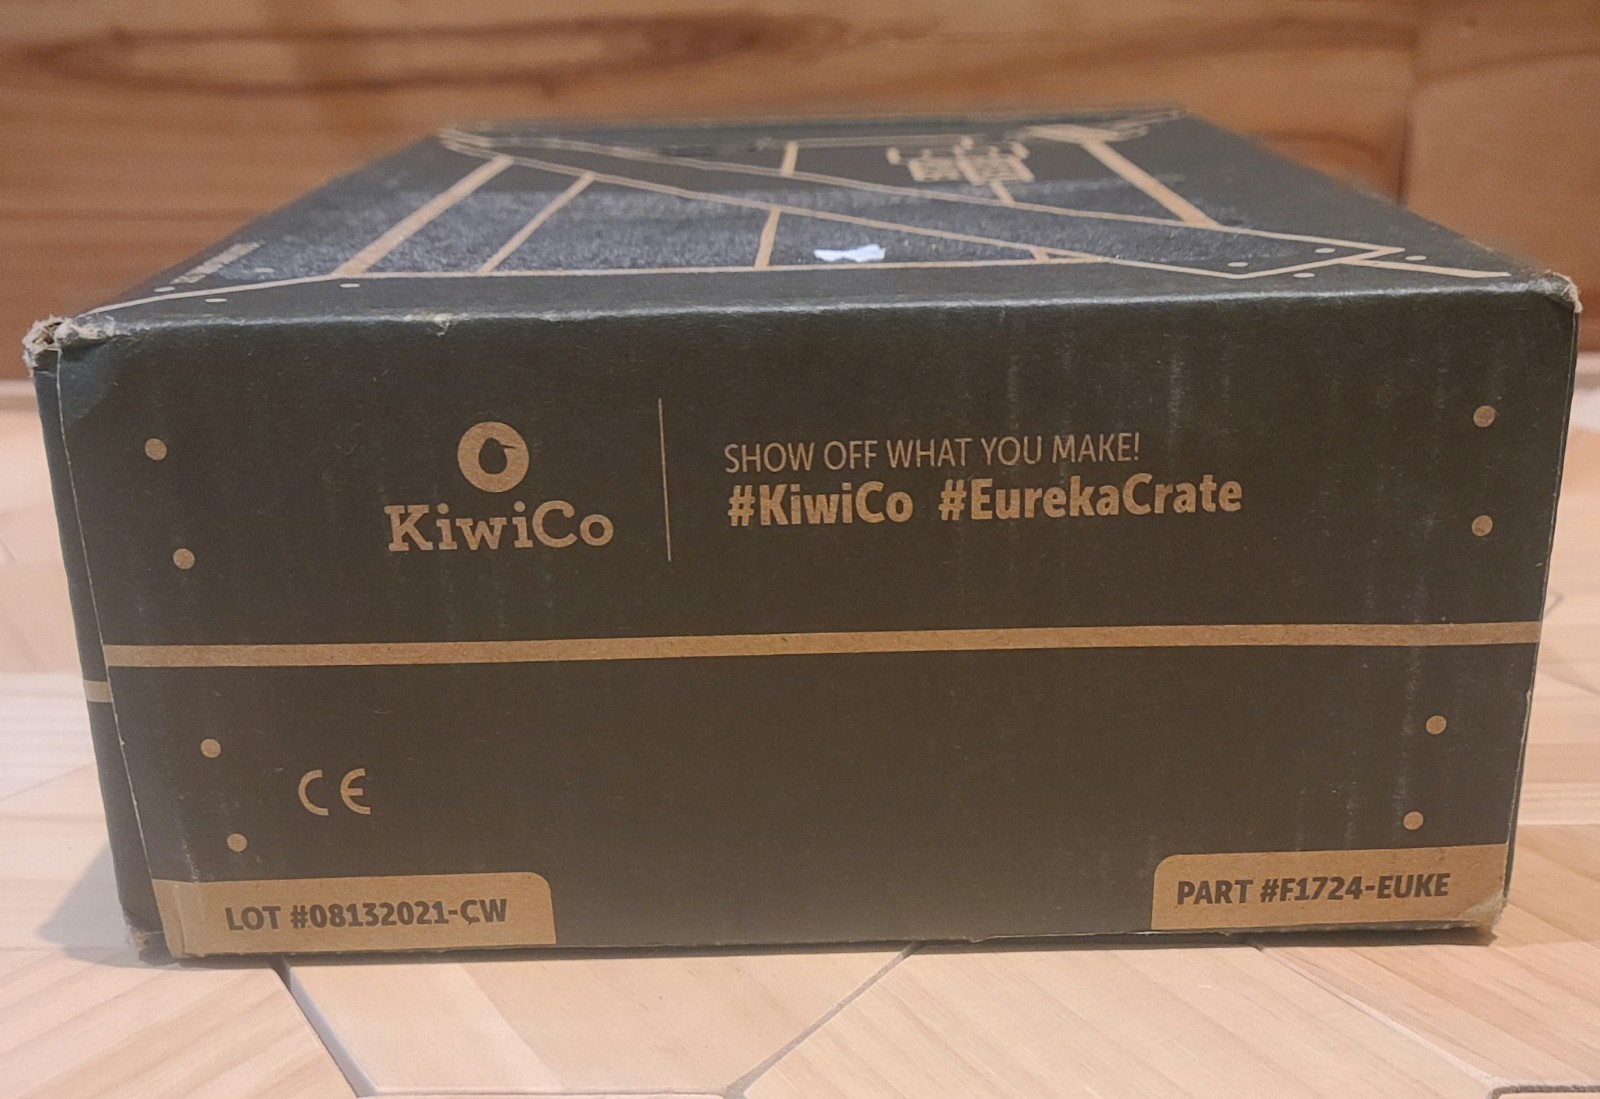 KiwiCo
SHOW OFF WHAT YOU MAKE!
#KiwiCo #EurekaCrate
CE
LOT #08132021-CW
PART #F1724-EUKE